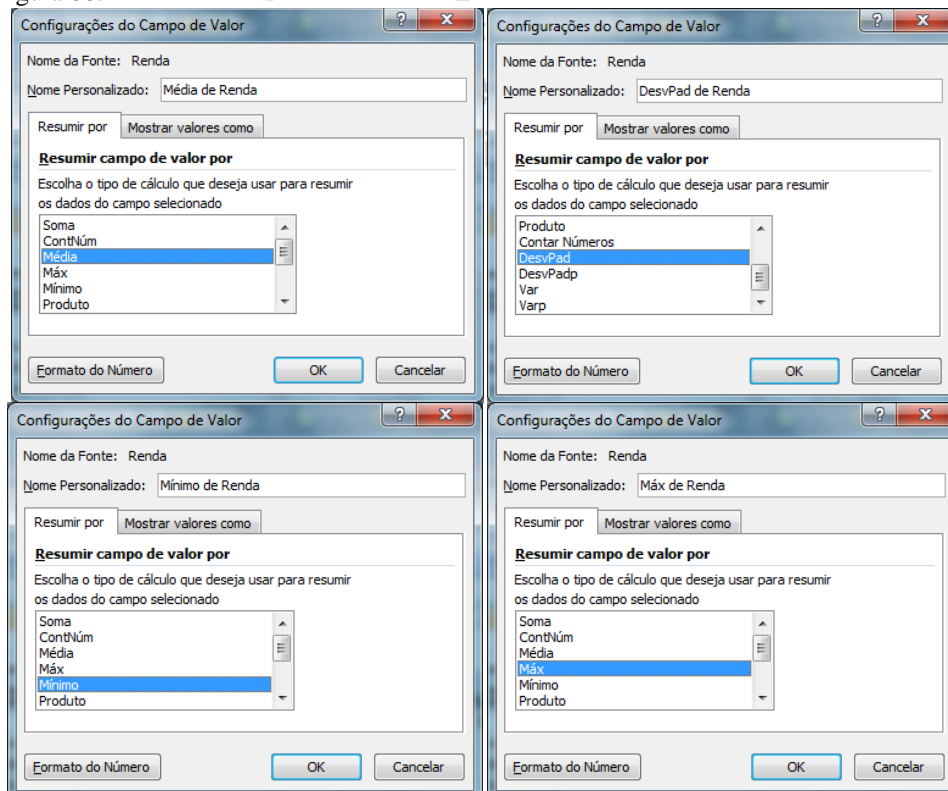 Configurações do Campo de Valor
Nome da Fonte: Renda
Nome Personalizado: Média de Renda
Resumir por Mostrar valores como
Resumir campo de valor por
Escolha o tipo de cálculo que deseja usar para resumir
os dados do campo selecionado
Soma
ContNúm
Média
Máx
Mínimo
Produto
Formato do Número OK Cancelar
Configurações do Campo de Valor
Nome da Fonte: Renda
Nome Personalizado: DesvPad de Renda
Resumir por Mostrar valores como
Resumir campo de valor por
Escolha o tipo de cálculo que deseja usar para resumir
os dados do campo selecionado
Produto
Contar Números
DesvPad
DesvPadp
Var
Varp
Formato do Número OK Cancelar
Configurações do Campo de Valor
Nome da Fonte: Renda
Nome Personalizado: Mínimo de Renda
Resumir por Mostrar valores como
Resumir campo de valor por
Escolha o tipo de cálculo que deseja usar para resumir
os dados do campo selecionado
Soma
ContNúm
Média
Máx
Mínimo
Produto
Formato do Número OK Cancelar
Configurações do Campo de Valor
Nome da Fonte: Renda
Nome Personalizado: Máx de Renda
Resumir por Mostrar valores como
Resumir campo de valor por
Escolha o tipo de cálculo que deseja usar para resumir
os dados do campo selecionado
Soma
ContNúm
Média
Máx
Mínimo
Produto
Formato do Número OK Cancelar